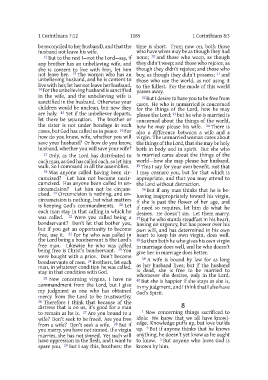 1 Corinthians 7:12
1085
1 Corinthians 8:3
be reconciled to her husband), and that the
husband not leave his wife.
12 But to the rest—not the Lord—say, if
any brother has an unbelieving wife, and
she is content to live with him, let him
not leave her. 13 The woman who has an
unbelieving husband, and he is content to
live with her, let her not leave her husband.
14 For the unbelieving husband is sanctified
in the wife, and the unbelieving wife is
sanctified in the husband. Otherwise your
children would be unclean, but now they
are holy. 15 Yet if the unbeliever departs,
let there be separation. The brother or
the sister is not under bondage in such
cases, but God has called us in peace. 16 For
how do you know, wife, whether you will
save your husband? Or how do you know,
husband, whether you will save your wife?
17 Only, as the Lord has distributed to
each man, as God has called each, so let him
walk. So I command in all the assemblies.
18 Was anyone called having been cir-
cumcised? Let him not become uncir-
cumcised. Has anyone been called in un-
circumcision? Let him not be circum-
cised. 19 Circumcision is nothing, and un-
circumcision is nothing, but what matters
is keeping God's commandments. 20 Let
each man stay in that calling in which he
was called. 21 Were you called being a
bondservant? Don't let that bother you,
but if you get an opportunity to become
free, use it. 22 For he who was called in
the Lord being a bondservant is the Lord's
free man. Likewise he who was called
being free is Christ's bondservant. 23 You
were bought with a price. Don't become
bondservants of men. 24 Brothers, let each
man, in whatever condition he was called,
stay in that condition with God.
25 Now concerning virgins, I have no
commandment from the Lord, but I give
my judgment as one who has obtained
mercy from the Lord to be trustworthy.
26 Therefore I think that because of the
distress that is on us, it's good for a man
to remain as he is. 27 Are you bound to a
wife? Don't seek to be freed. Are you free
from a wife? Don't seek a wife. 28 But if
you marry, you have not sinned. If a virgin
marries, she has not sinned. Yet such will
have oppression in the flesh, and I want to
spare you. 29 But I say this, brothers: the
time is short. From now on, both those
who have wives may be as though they had
none; 30 and those who weep, as though
they didn't weep; and those who rejoice, as
though they didn't rejoice; and those who
buy, as though they didn't possess; 31 and
those who use the world, as not using it
to the fullest. For the mode of this world
passes away.
32 But I desire to have you to be free from
cares. He who is unmarried is concerned
for the things of the Lord, how he may
please the Lord; 33 but he who is married is
concerned about the things of the world,
how he may please his wife. 34 There is
also a difference between a wife and a
virgin. The unmarried woman cares about
the things of the Lord, that she may be holy
both in body and in spirit. But she who
is married cares about the things of the
world—how she may please her husband.
35 This I say for your own benefit, not that
I may ensnare you, but for that which is
appropriate, and that you may attend to
the Lord without distraction.
36 But if any man thinks that he is be-
having inappropriately toward his virgin,
if she is past the flower of her age, and
if need so requires, let him do what he
desires. He doesn't sin. Let them marry.
37 But he who stands steadfast in his heart,
having no urgency, but has power over his
own will, and has determined in his own
heart to keep his own virgin, does well.
38 So then both he who gives his own virgin
in marriage does well, and he who doesn't
give her in marriage does better.
39 A wife is bound by law for as long
as her husband lives; but if the husband
is dead, she is free to be married to
whomever she desires, only in the Lord.
40 But she is happier if she stays as she is,
in my judgment, and I think that I also have
God's Spirit.
8
1 Now concerning things sacrificed to
idols: We know that we all have knowl-
edge. Knowledge puffs up, but love builds
up. 2 But if anyone thinks that he knows
anything, he doesn't yet know as he ought
to know. 3 But anyone who loves God is
known by him.